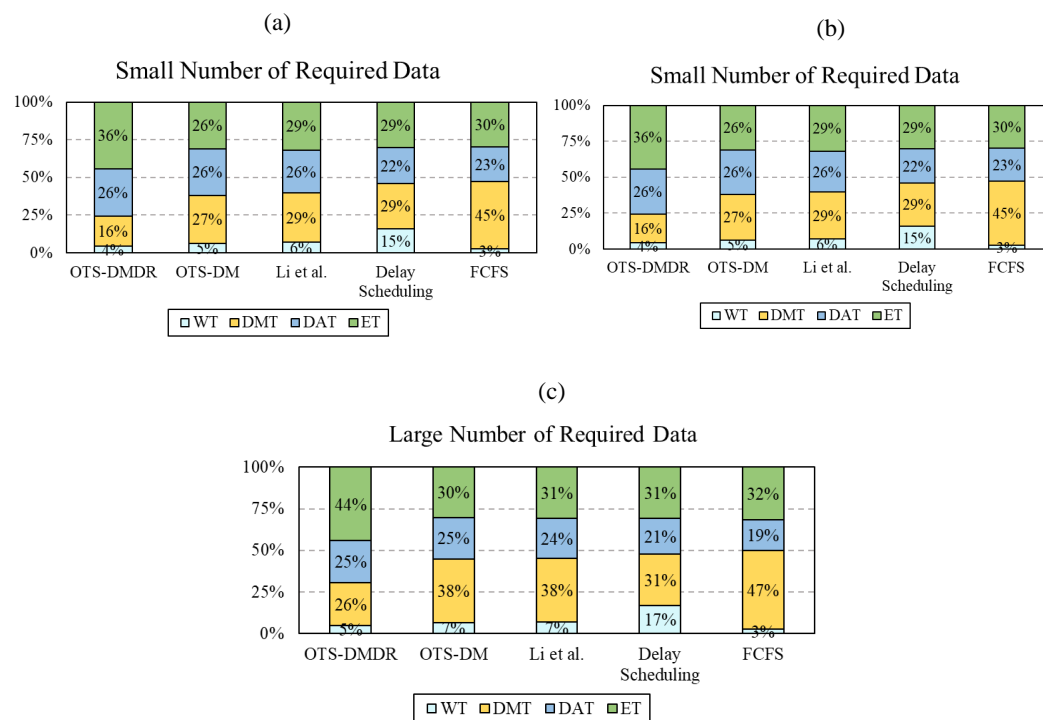 (a)
Small Number of Required Data
100%
75%
50%
25%
0%
36%
26%
29%
29%
30%
26%
26%
26%
22%
23%
16%
27%
29%
29%
45%
4%
5%
6%
15%
3%
OTS-DMDR
OTS-DM
Li et al.
Delay
Scheduling
FCFS
WT DMT DAT ET
(b)
Small Number of Required Data
100%
75%
50%
25%
0%
36%
26%
29%
29%
30%
26%
26%
26%
22%
23%
16%
27%
29%
29%
45%
4%
5%
6%
15%
3%
OTS-DMDR
OTS-DM
Li et al.
Delay
Scheduling
FCFS
WT DMT DAT ET
(c)
Large Number of Required Data
100%
75%
50%
25%
0%
44%
30%
31%
31%
32%
25%
25%
24%
21%
19%
26%
38%
38%
31%
47%
5%
7%
7%
17%
3%
OTS-DMDR
OTS-DM
Li et al.
Delay
Scheduling
FCFS
WT DMT DAT ET